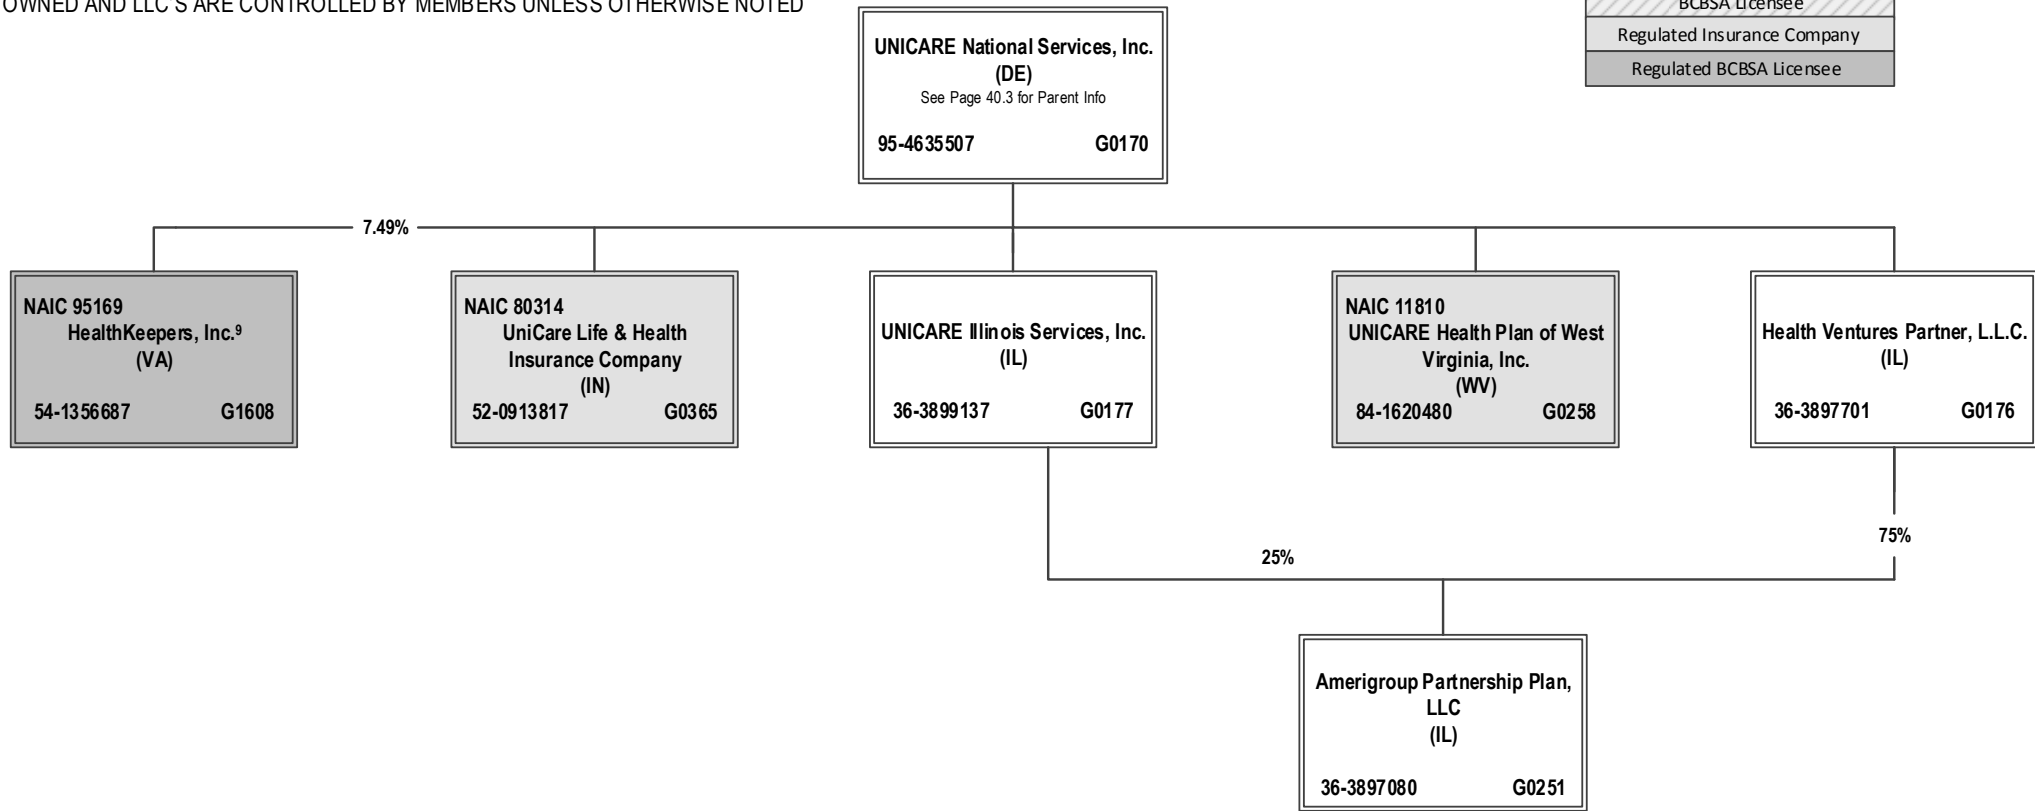 OWNED AND LLC'S ARE CONTROLLED BY MEMBERS UNLESS OTHERWISE NOTED
BCBSA Licensee
Regulated Insurance Company
Regulated BCBSA Licensee
UNICARE National Services, Inc.
(DE)
See Page 40.3 for Parent Info
95-4635507 G0170
7.49%
NAIC 95169
HealthKeepers, Inc.⁹
(VA)
54-1356687 G1608
NAIC 80314
UniCare Life & Health
Insurance Company
(IN)
52-0913817 G0365
UNICARE Illinois Services, Inc.
(IL)
36-3899137 G0177
NAIC 11810
UNICARE Health Plan of West
Virginia, Inc.
(WV)
84-1620480 G0258
Health Ventures Partner, L.L.C.
(IL)
36-3897701 G0176
75%
25%
Amerigroup Partnership Plan,
LLC
(IL)
36-3897080 G0251